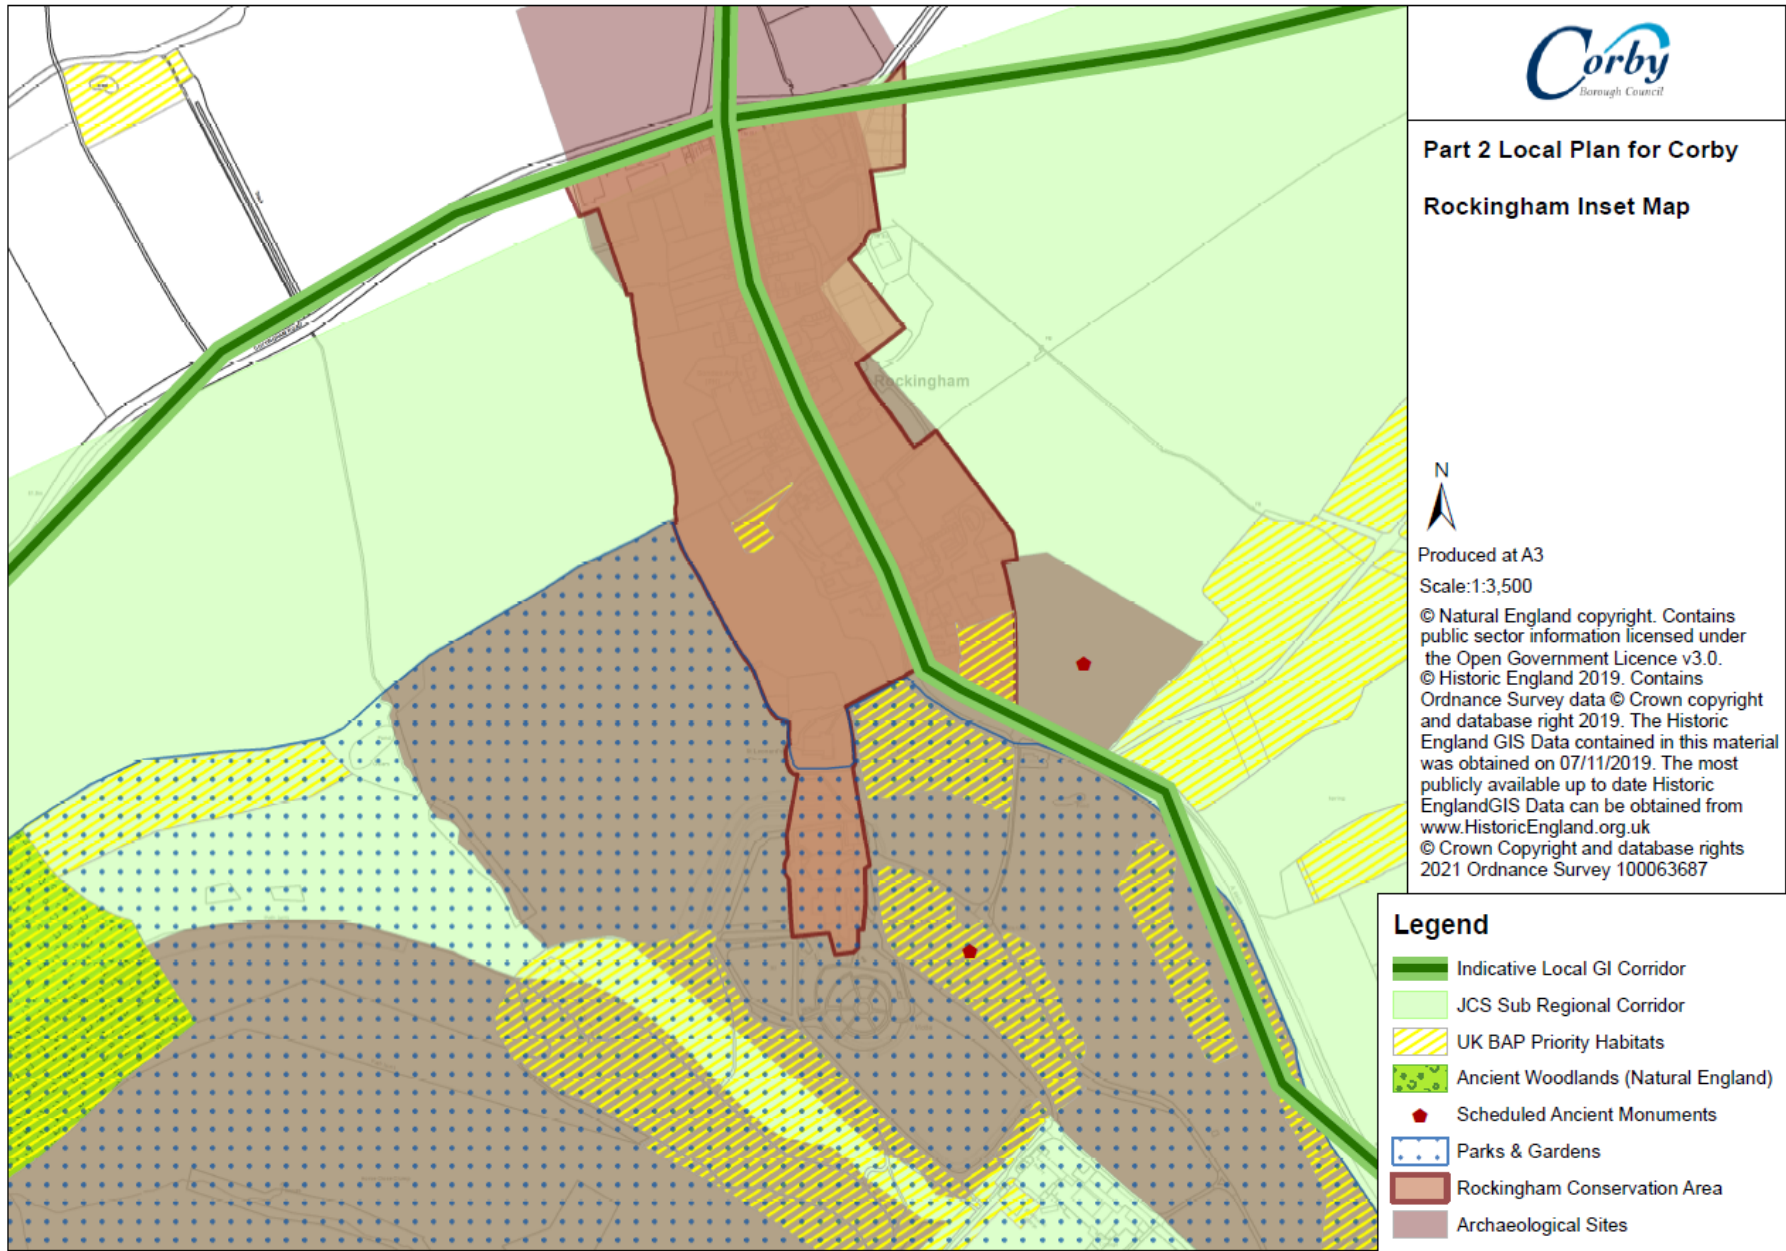 Corby
Borough Council
Part 2 Local Plan for Corby
Rockingham Inset Map
Rockingham
N
Produced at A3
Scale:1:3,500
© Natural England copyright. Contains
public sector information licensed under
the Open Government Licence v3.0.
© Historic England 2019. Contains
Ordnance Survey data © Crown copyright
and database right 2019. The Historic
England GIS Data contained in this material
was obtained on 07/11/2019. The most
publicly available up to date Historic
EnglandGIS Data can be obtained from
www.HistoricEngland.org.uk
© Crown Copyright and database rights
2021 Ordnance Survey 100063687
Legend
Indicative Local GI Corridor
JCS Sub Regional Corridor
UK BAP Priority Habitats
Ancient Woodlands (Natural England)
Scheduled Ancient Monuments
Parks & Gardens
Rockingham Conservation Area
Archaeological Sites